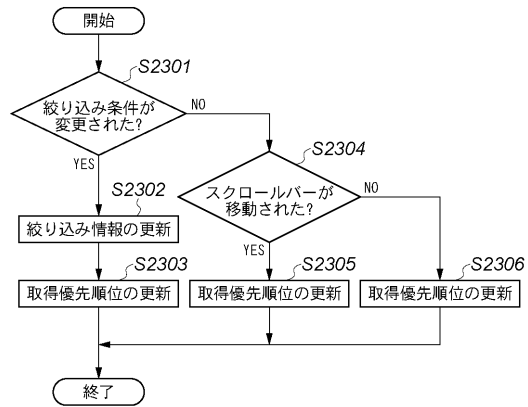 開始
S2301
絞り込み条件が
変更された?
NO
YES
S2304
スクロールバーが
移動された?
NO
YES
S2302
絞り込み情報の更新
S2303
取得優先順位の更新
S2305
取得優先順位の更新
S2306
取得優先順位の更新
終了